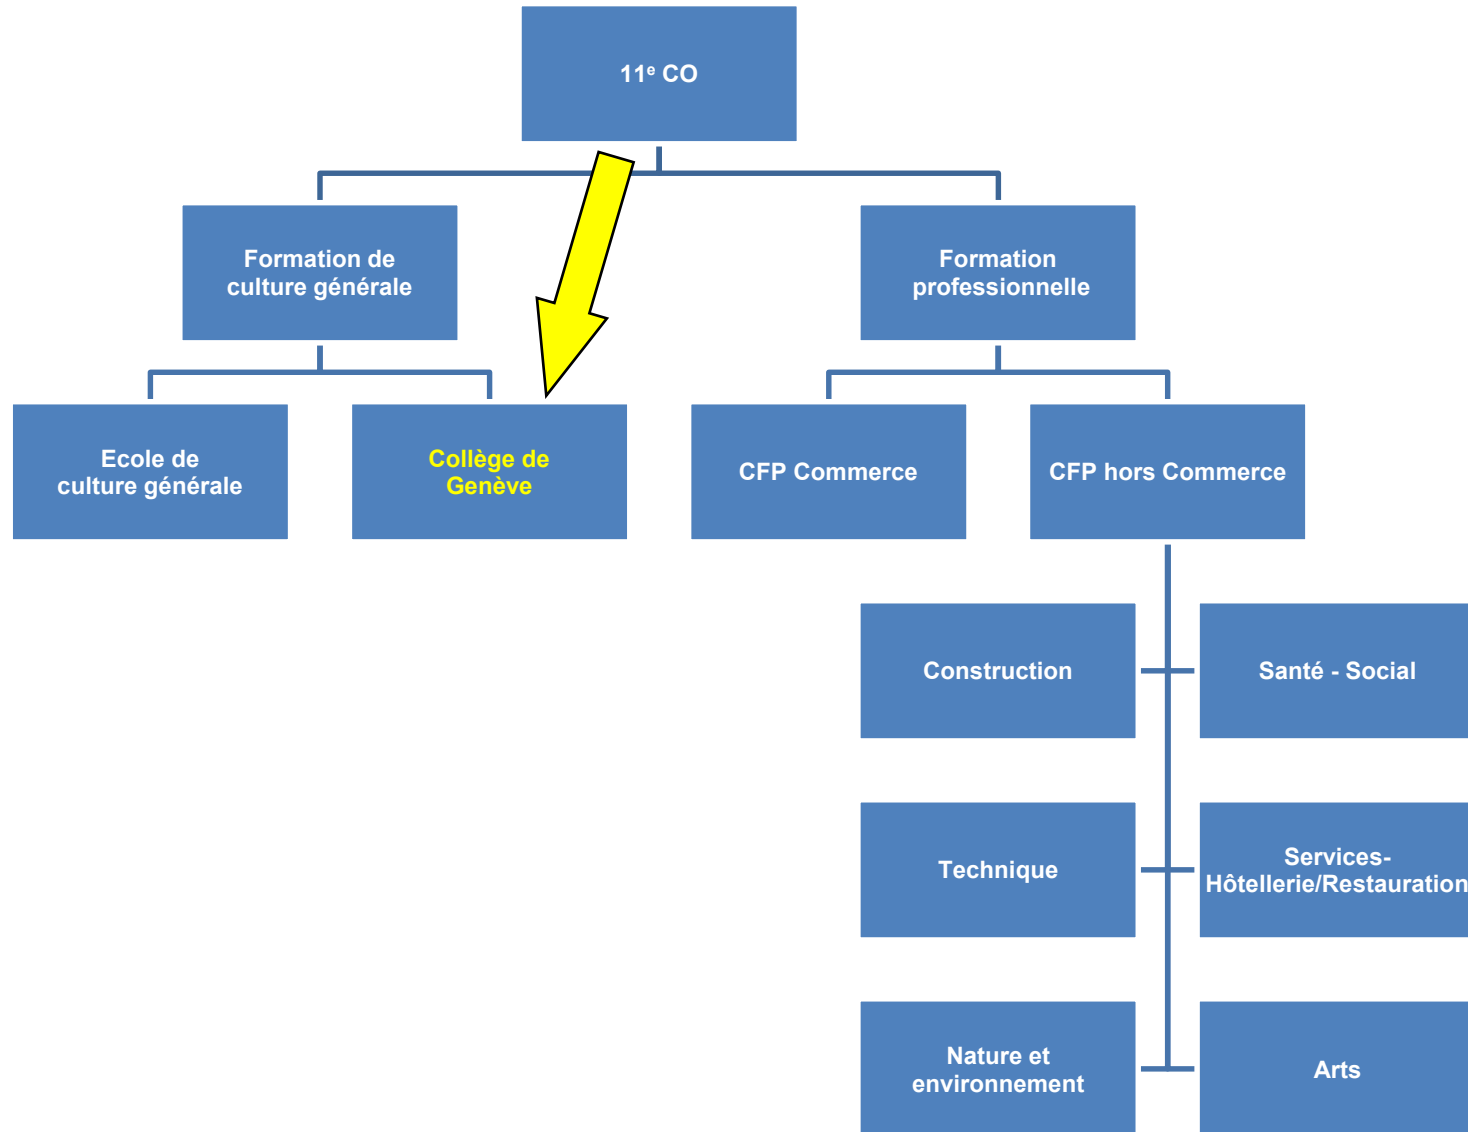 11ᵉ CO
Formation de
culture générale
Formation
professionnelle
Ecole de
culture générale
Collège de
Genève
CFP Commerce
CFP hors Commerce
Construction
Santé - Social
Technique
Services-
Hôtellerie/Restauration
Nature et
environnement
Arts